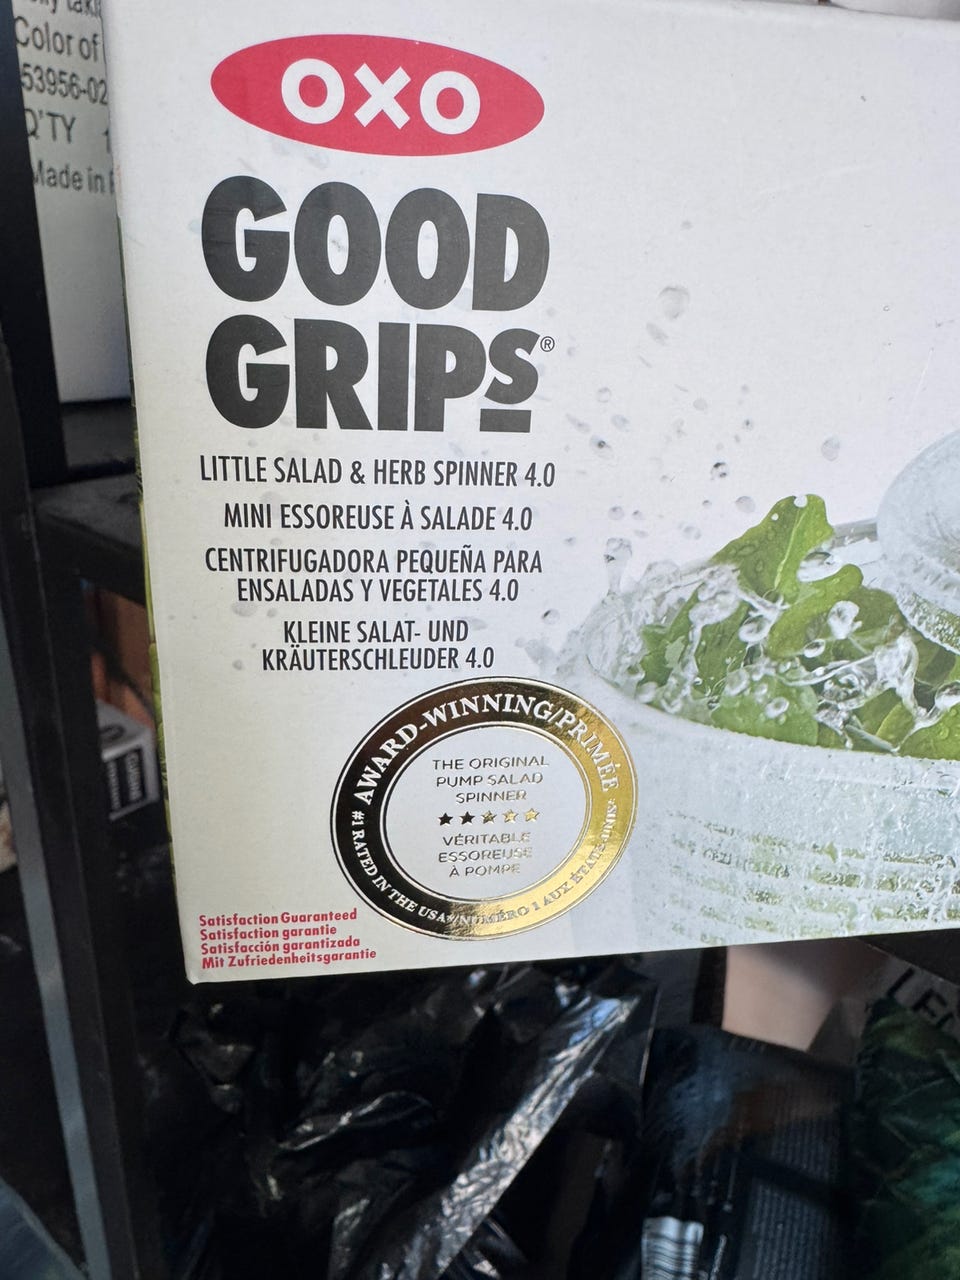 Color of
53956-02
Q'TY 1
Made in
OXO
GOOD
GRIPS®
LITTLE SALAD & HERB SPINNER 4.0
MINI ESSOREUSE À SALADE 4.0
CENTRIFUGADORA PEQUEÑA PARA
ENSALADAS Y VEGETALES 4.0
KLEINE SALAT- UND
KRÄUTERSCHLEUDER 4.0
AWARD-WINNING/PRIMÉE
THE ORIGINAL
PUMP SALAD
SPINNER
VÉRITABLE
ESSOREUSE
À POMPE
#1 RATED IN THE USA*/NUMÉRO 1 AUX ÉTATS-UNIS*
Satisfaction Guaranteed
Satisfaction garantie
Satisfacción garantizada
Mit Zufriedenheitsgarantie